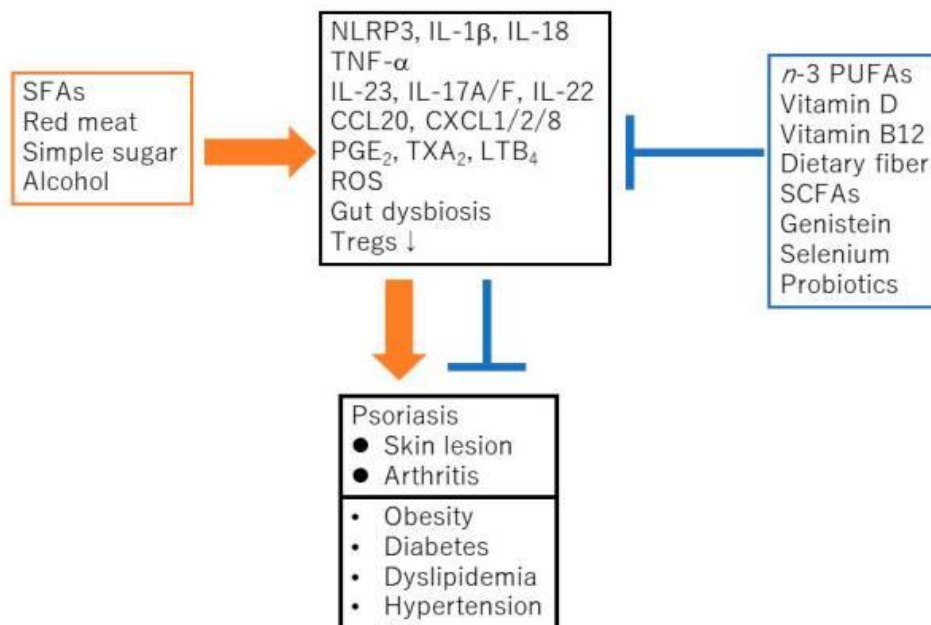 SFAs
Red meat
Simple sugar
Alcohol
NLRP3, IL-1β, IL-18
TNF-α
IL-23, IL-17A/F, IL-22
CCL20, CXCL1/2/8
PGE₂, TXA₂, LTB₄
ROS
Gut dysbiosis
Tregs ↓
n-3 PUFAs
Vitamin D
Vitamin B12
Dietary fiber
SCFAs
Genistein
Selenium
Probiotics
Psoriasis
● Skin lesion
● Arthritis
• Obesity
• Diabetes
• Dyslipidemia
• Hypertension